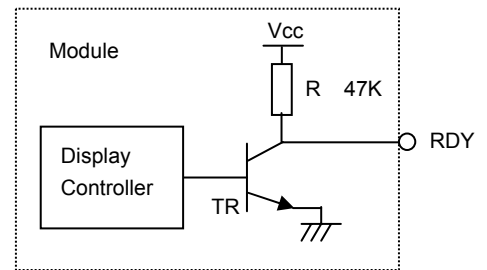 Vcc
Module
R 47K
RDY
Display
Controller
TR